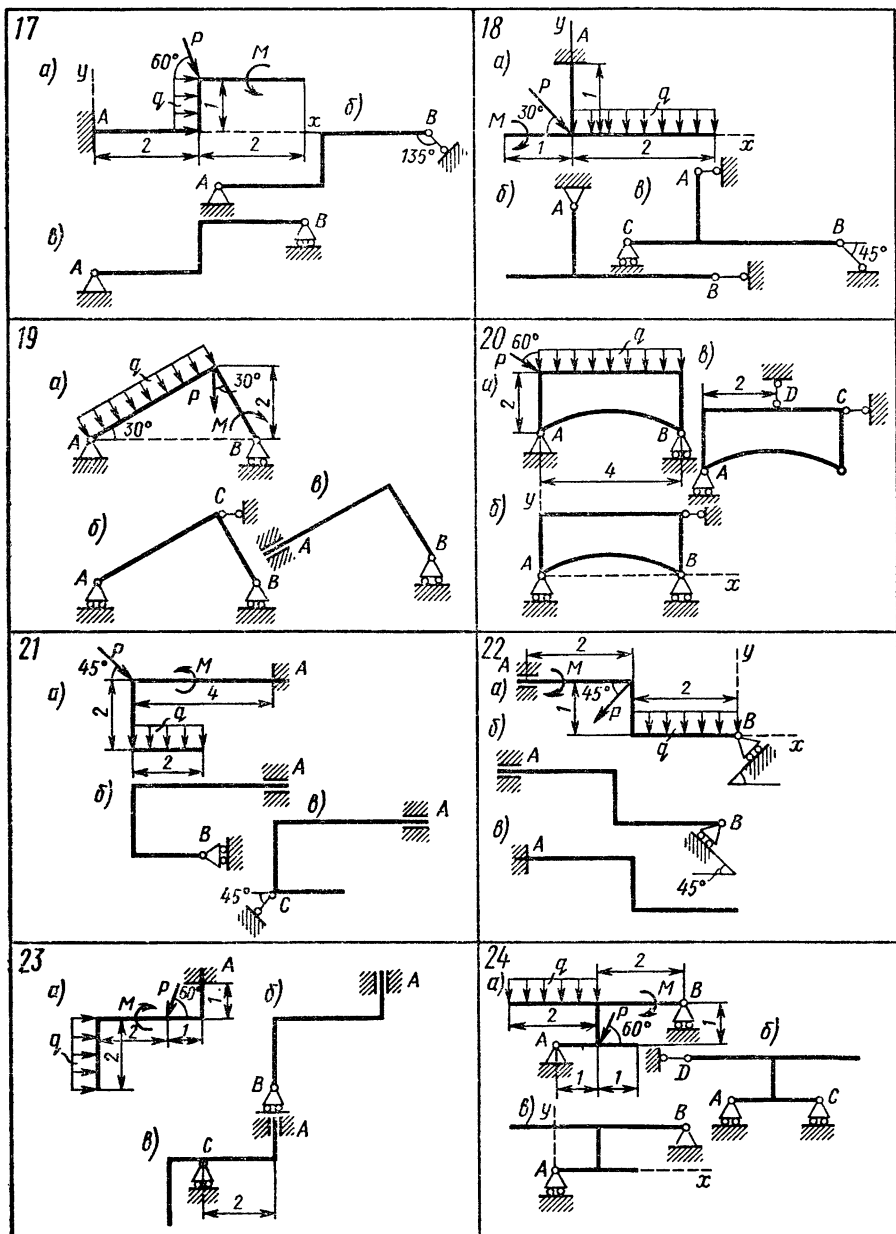 17
а) y A 60° P M q 1 x
2 2
б) A B 135°
в) A B
18
а) y A P 30° M 1 q x
1 2
б) A B
в) A C B 45°
19
а) q 30° P M 2 A 30° B
б) A C B
в) A B
20
а) P 60° q 2 A B 4
б) y A B x
в) 2 D C A
21
а) P 45° M A 4 2 q 2
б) A B
в) A 45° C
22
а) A 2 M 45° P 1 2 q B y x
б) A B 45°
в) A
23
а) q M P 60° A 1 2 2 1
б) A B
в) C A 2
24
а) q 2 M B P 60° 1 2 A 1 1
б) D A C
в) y A B x